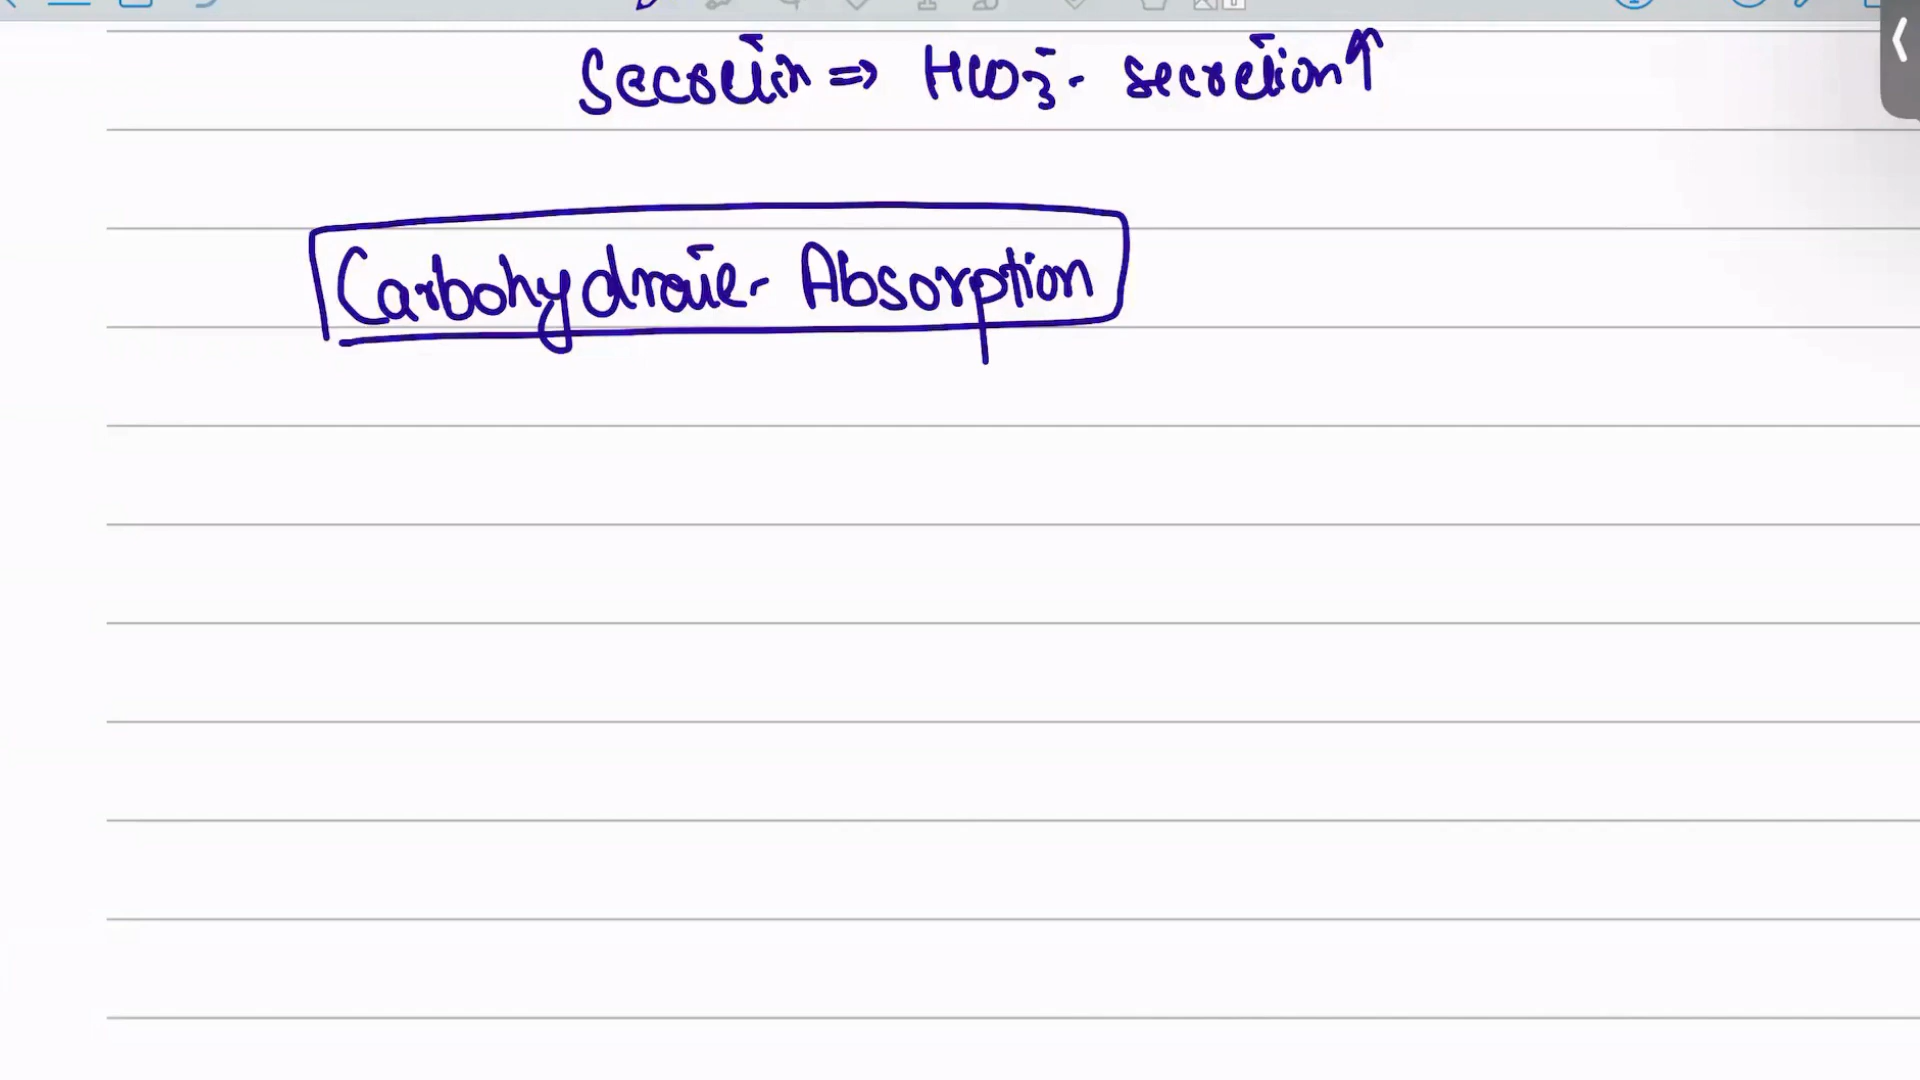 Secretin ⇒ HCO3⁻ secretion↑
Carbohydrate Absorption